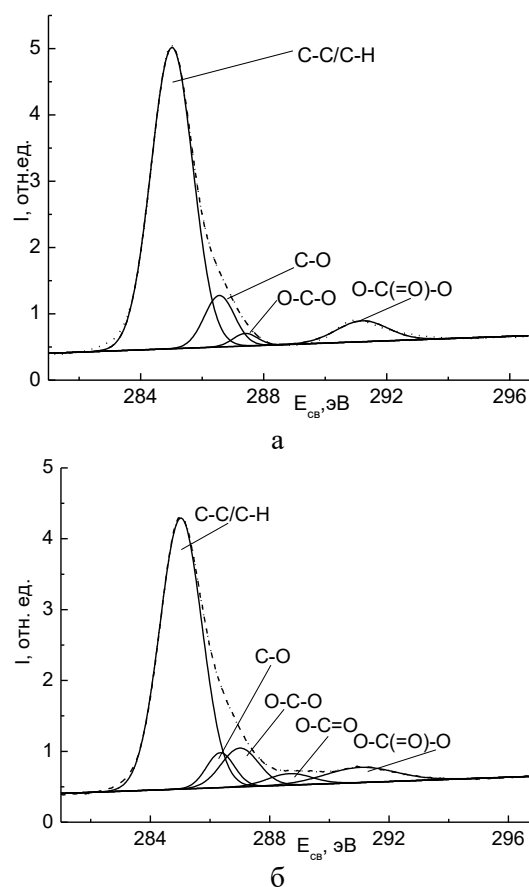 5
C-C/C-H
4
I, отн.ед.
3
2
C-O
O-C-O
O-C(=O)-O
1
0
284 288 292 296
Eсв,эВ
а
5
C-C/C-H
4
I, отн. ед.
3
2
C-O
O-C-O
O-C=O
O-C(=O)-O
1
0
284 288 292 296
Eсв, эВ
б